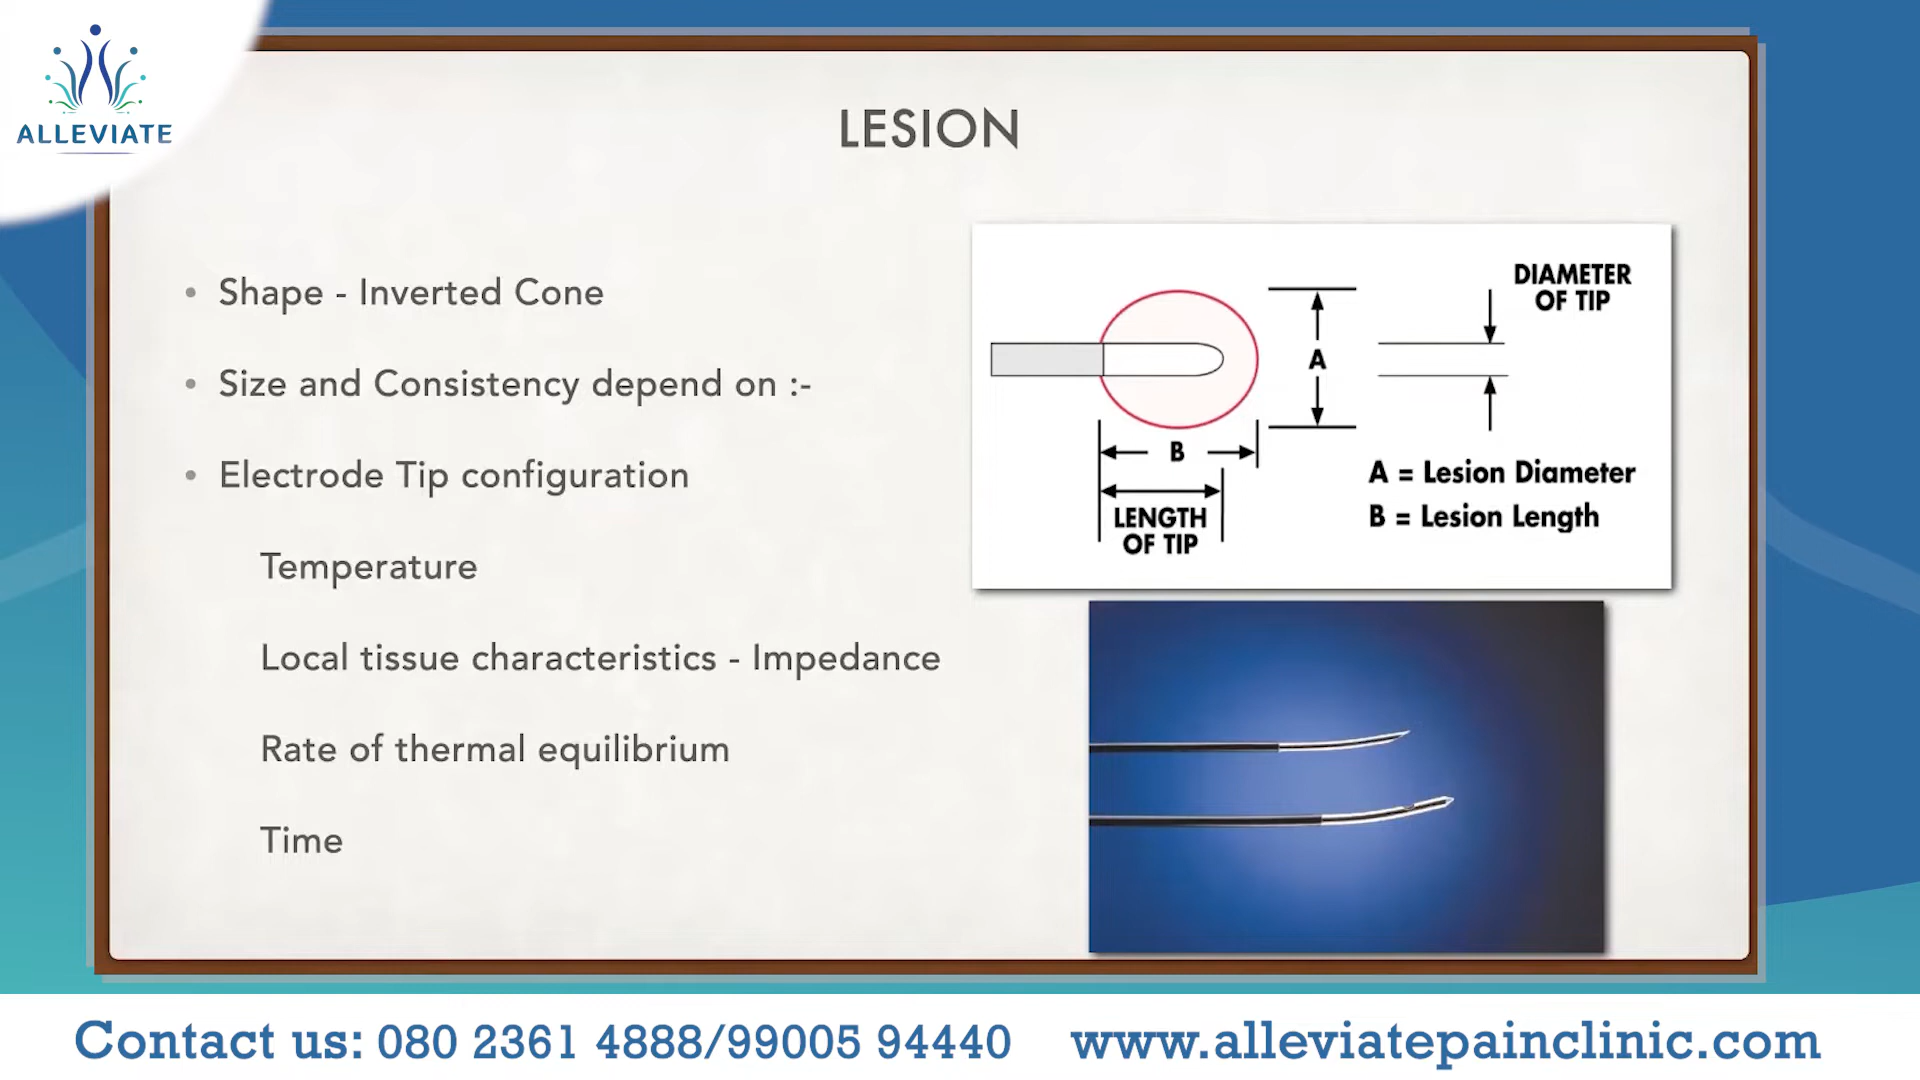 ALLEVIATE
LESION
• Shape - Inverted Cone
• Size and Consistency depend on :-
• Electrode Tip configuration
Temperature
Local tissue characteristics - Impedance
Rate of thermal equilibrium
Time
DIAMETER
OF TIP
A
B
LENGTH
OF TIP
A = Lesion Diameter
B = Lesion Length
Contact us: 080 2361 4888/99005 94440
www.alleviatepainclinic.com